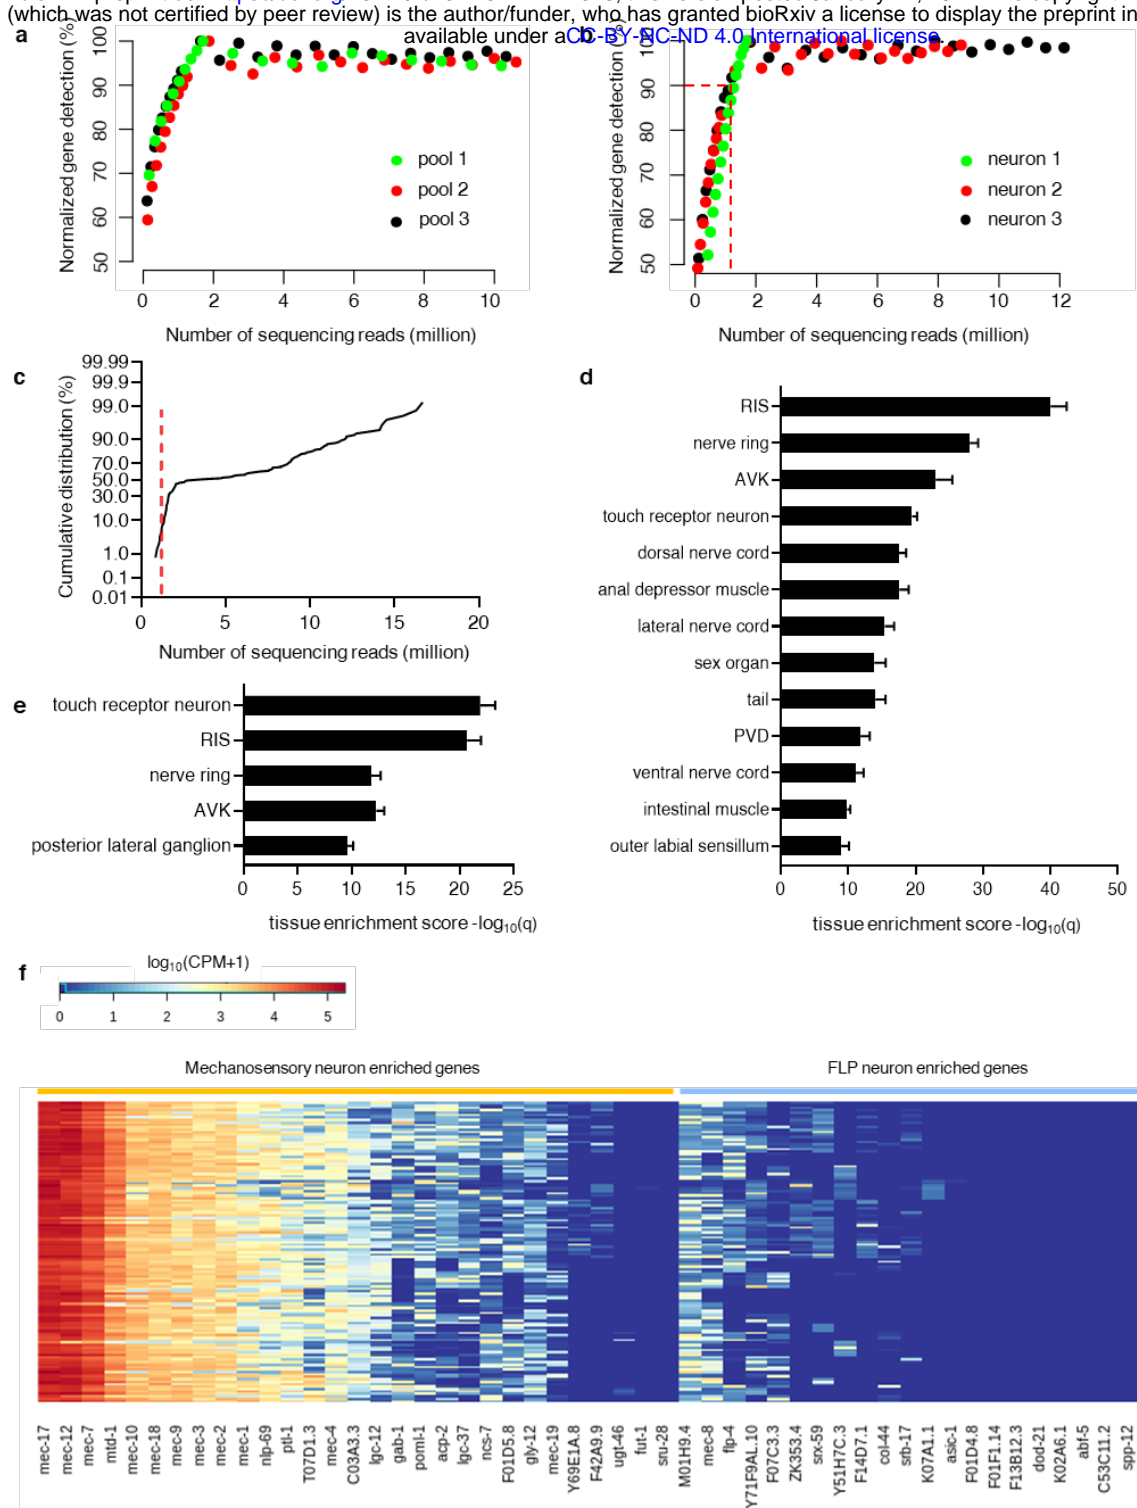 (which was not certified by peer review) is the author/funder, who has granted bioRxiv a license to display the preprint in
available under a CC-BY-NC-ND 4.0 International license.
a
Normalized gene detection (%)
100
90
80
70
60
50
pool 1
pool 2
pool 3
0 2 4 6 8 10
Number of sequencing reads (million)
b
Normalized gene detection (%)
100
90
80
70
60
50
neuron 1
neuron 2
neuron 3
0 2 4 6 8 10 12
Number of sequencing reads (million)
c
Cumulative distribution (%)
99.99
99.9
99.0
90.0
70.0
50.0
30.0
10.0
1.0
0.1
0.01
0 5 10 15 20
Number of sequencing reads (million)
d
RIS
nerve ring
AVK
touch receptor neuron
dorsal nerve cord
anal depressor muscle
lateral nerve cord
sex organ
tail
PVD
ventral nerve cord
intestinal muscle
outer labial sensillum
0 10 20 30 40 50
tissue enrichment score -log10(q)
e
touch receptor neuron
RIS
nerve ring
AVK
posterior lateral ganglion
0 5 10 15 20 25
tissue enrichment score -log10(q)
f
log10(CPM+1)
0 1 2 3 4 5
Mechanosensory neuron enriched genes
FLP neuron enriched genes
mec-17
mec-12
mec-7
mtd-1
mec-10
mec-18
mec-9
mec-3
mec-2
mec-1
nlp-69
ptl-1
T07D1.3
mec-4
C03A3.3
lgc-12
gab-1
poml-1
acp-2
lgc-37
ncs-7
F01D5.8
gly-12
mec-19
Y69E1A.8
F42A9.9
ugt-46
fut-1
snu-28
M01H9.4
mec-8
flp-4
Y71F9AL.10
F07C3.3
ZK353.4
srx-59
Y51H7C.3
F14D7.1
col-44
srb-17
K07A1.1
asic-1
F01D4.8
F01F1.14
F13B12.3
dod-21
K02A6.1
abf-5
C53C11.2
spp-12